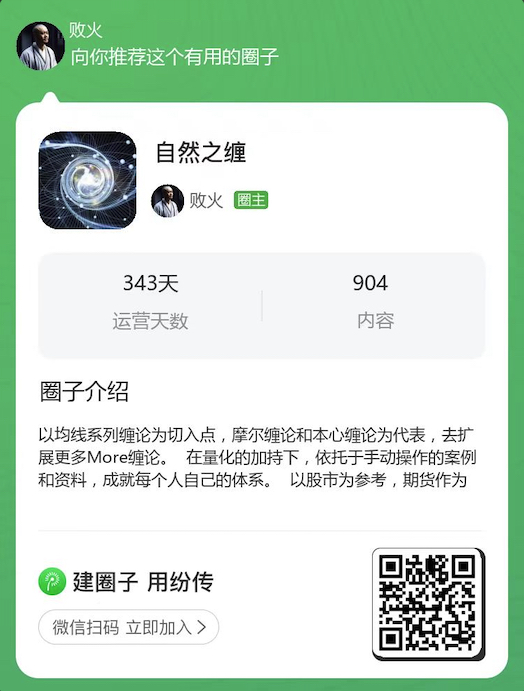 败火
向你推荐这个有用的圈子
自然之缠
败火 圈主
343天 904
运营天数 内容
圈子介绍
以均线系列缠论为切入点，摩尔缠论和本心缠论为代表，去扩
展更多More缠论。 在量化的加持下，依托于手动操作的案例
和资料，成就每个人自己的体系。 以股市为参考，期货作为
建圈子 用纷传
微信扫码 立即加入